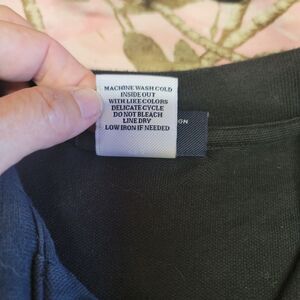 MACHINE WASH COLD
INSIDE OUT
WITH LIKE COLORS
DELICATE CYCLE
DO NOT BLEACH
LINE DRY
LOW IRON IF NEEDED
ON